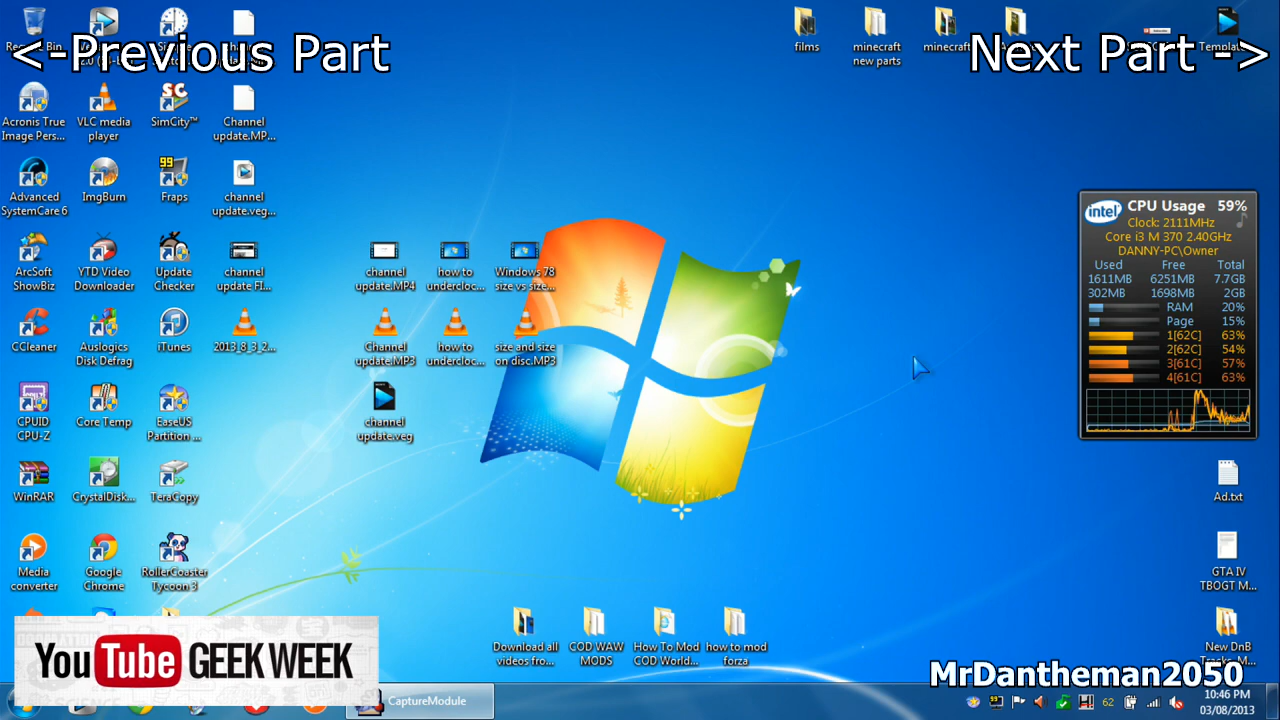 <-Previous Part
Next Part ->
films
minecraft
new parts
minecraft
Acronis True
Image Pers...
VLC media
player
SimCity™
Channel
update.MP...
Advanced
SystemCare 6
ImgBurn
99
Fraps
channel
update.veg...
ArcSoft
ShowBiz
YTD Video
Downloader
Update
Checker
channel
update FI...
channel
update.MP4
how to
underclοc...
Windows 78
size vs size...
CCleaner
Auslogics
Disk Defrag
iTunes
2013_8_3_2...
Channel
update.MP3
how to
undercloc...
size and size
on disc.MP3
CPUID
CPU-Z
Core Temp
EaseUS
Partition ...
channel
update.veg
WinRAR
CrystalDisk...
TeraCopy
Media
converter
Google
Chrome
RollerCoaster
Tycoon 3
intel
CPU Usage 59%
Clock: 2111MHz
Core i3 M 370 2.40GHz
DANNY-PC\Owner
Used Free Total
1611MB 6251MB 7.7GB
302MB 1698MB 2GB
RAM 20%
Page 15%
1[62C] 63%
2[62C] 54%
3[61C] 57%
4[61C] 63%
Ad.txt
GTA IV
TBOGT M...
New DnB
Download all
videos fro...
COD WAW
MODS
How To Mod
COD World...
how to mod
forza
YouTube GEEK WEEK
MrDantheman2050
CaptureModule
62
10:46 PM
03/08/2013